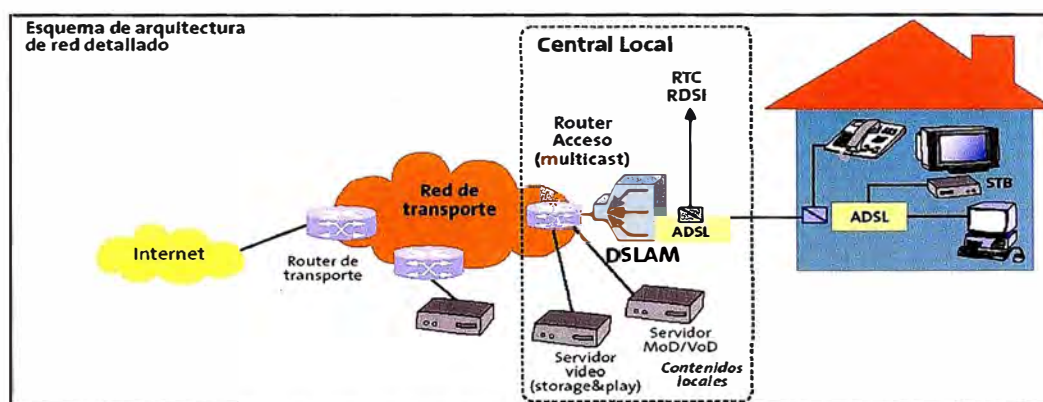 Esquema de arquitectura
de red detallado
Central Local
RTC
RDSI
Router
Acceso
(multicast)
Red de
transporte
Internet
Router de
transporte
ADSL
DSLAM
STB
ADSL
Servidor
video
(storage&play)
Servidor
MoD/VoD
Contenidos
locales